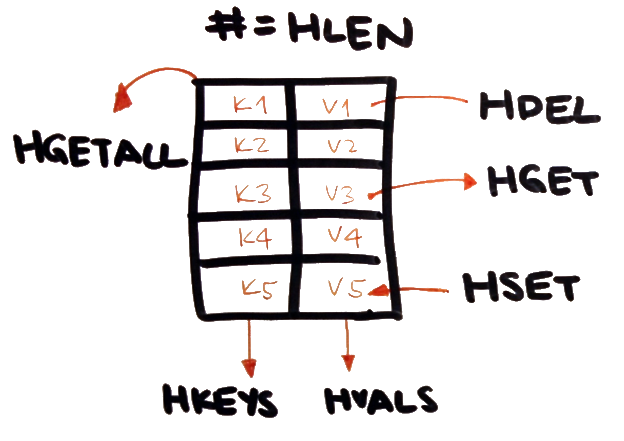 #=HLEN
K1 V1 HDEL
HGETALL K2 V2
K3 V3 HGET
K4 V4
K5 V5 HSET
HKEYS HVALS